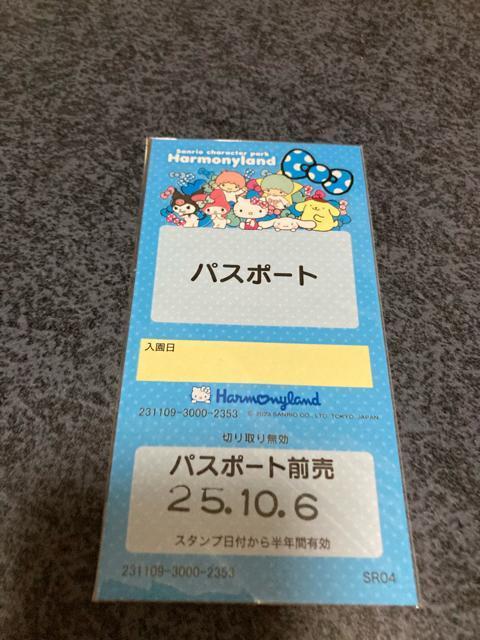 Sanrio character park
Harmonyland
パスポート
入園日
Harmonyland
231109-3000-2353 © 2023 SANRIO CO., LTD. TOKYO, JAPAN
切り取り無効
パスポート前売
25.10.6
スタンプ日付から半年間有効
231109-3000-2353 SR04